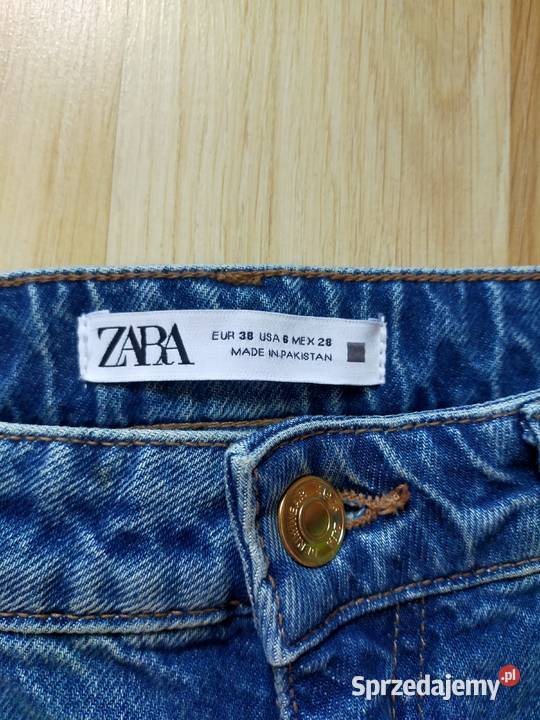 ZARA
EUR 38 USA 6 MEX 28
MADE IN PAKISTAN
Sprzedajemy.pl